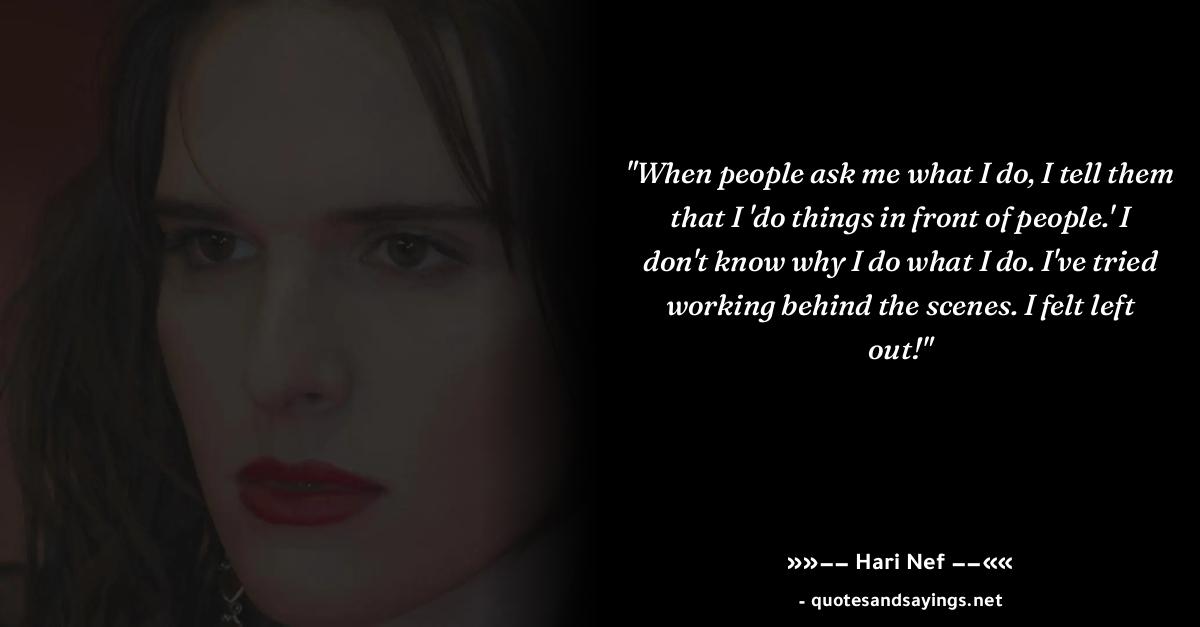 "When people ask me what I do, I tell them
that I 'do things in front of people.' I
don't know why I do what I do. I've tried
working behind the scenes. I felt left
out!"
»»−− Hari Nef −−««
- quotesandsayings.net